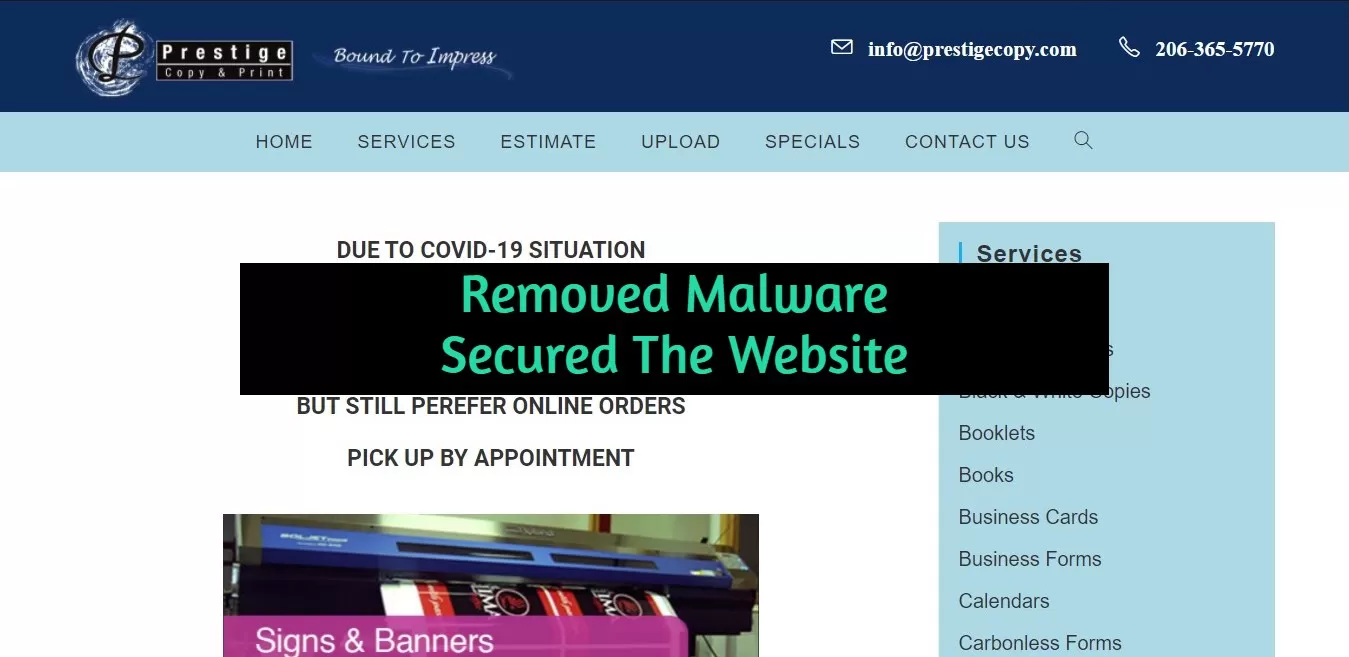 Prestige
Copy & Print
Bound To Impress
info@prestigecopy.com
206-365-5770
HOME SERVICES ESTIMATE UPLOAD SPECIALS CONTACT US
DUE TO COVID-19 SITUATION
Removed Malware
Secured The Website
BUT STILL PEREFER ONLINE ORDERS
PICK UP BY APPOINTMENT
Signs & Banners
Services
Black & White Copies
Booklets
Books
Business Cards
Business Forms
Calendars
Carbonless Forms